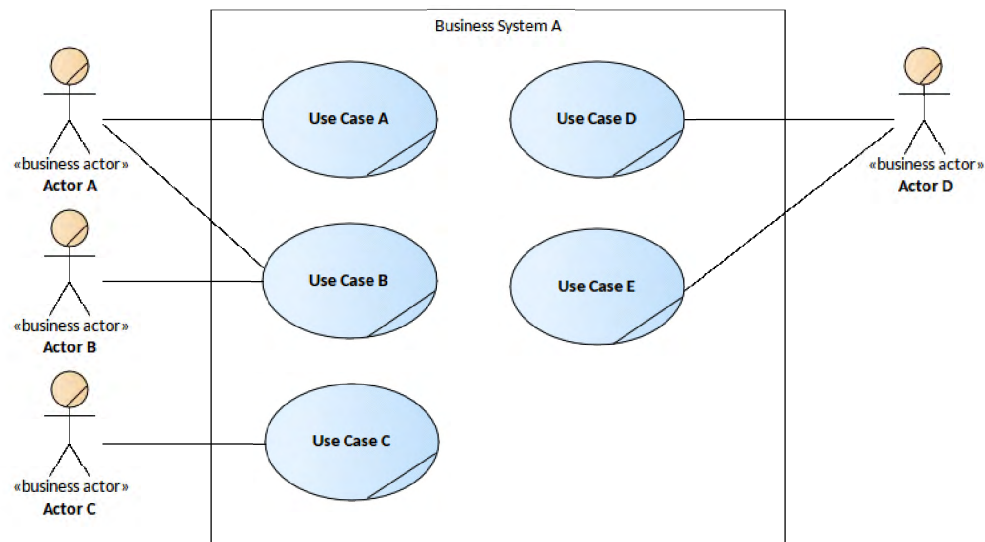 Business System A
Use Case A
Use Case D
«business actor»
Actor A
«business actor»
Actor D
Use Case B
Use Case E
«business actor»
Actor B
Use Case C
«business actor»
Actor C